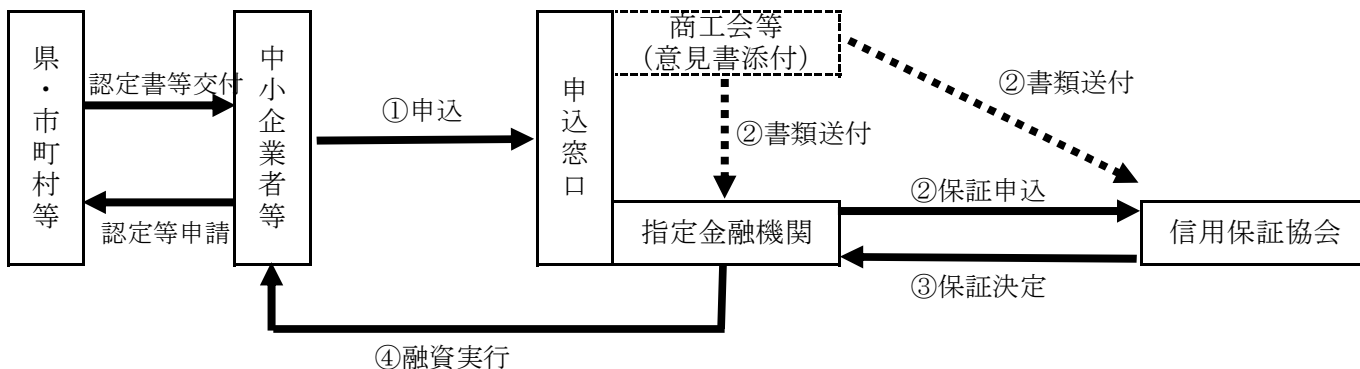 県・市町村等
認定書等交付
認定等申請
中小企業者等
①申込
申込窓口
商工会等
(意見書添付)
②書類送付
②書類送付
指定金融機関
②保証申込
③保証決定
信用保証協会
④融資実行